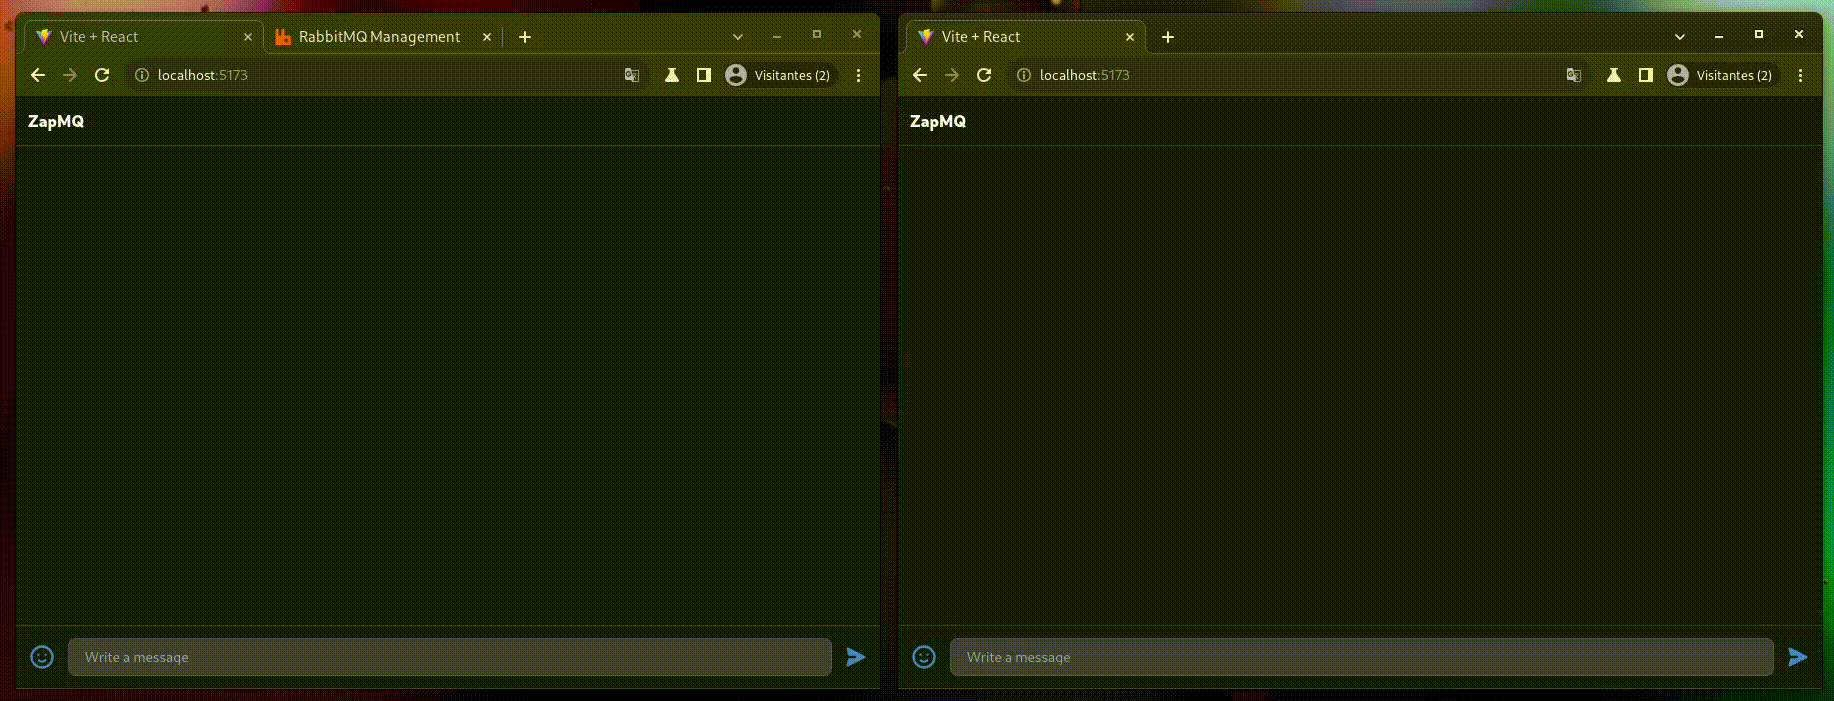 Vite + React
RabbitMQ Management
localhost:5173
Visitantes (2)
ZapMQ
Write a message
Vite + React
localhost:5173
Visitantes (2)
ZapMQ
Write a message